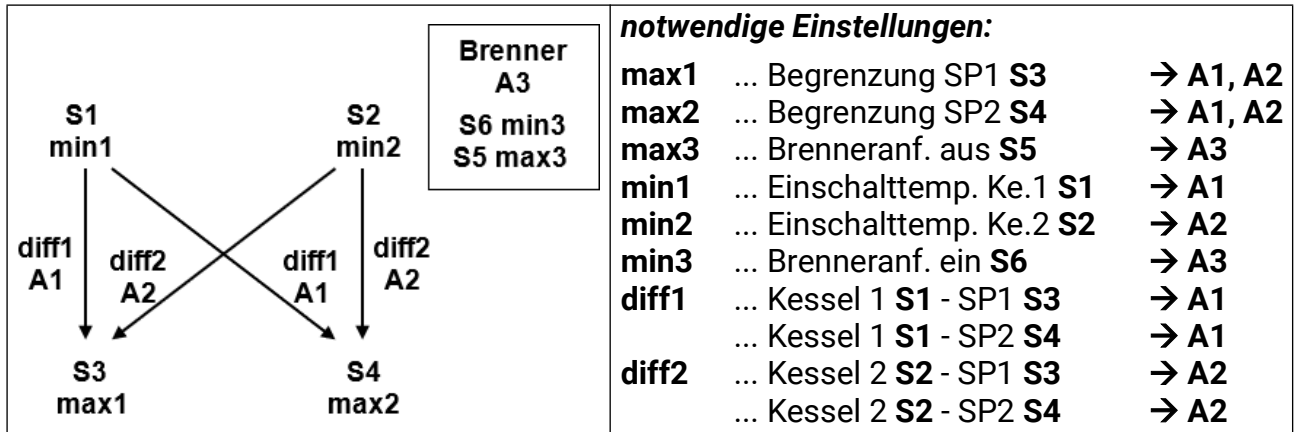 Brenner
A3
S6 min3
S5 max3
S1
min1
S2
min2
diff1
A1
diff2
A2
diff1
A1
diff2
A2
S3
max1
S4
max2
notwendige Einstellungen:
max1 ... Begrenzung SP1 S3 → A1, A2
max2 ... Begrenzung SP2 S4 → A1, A2
max3 ... Brenneranf. aus S5 → A3
min1 ... Einschalttemp. Ke.1 S1 → A1
min2 ... Einschalttemp. Ke.2 S2 → A2
min3 ... Brenneranf. ein S6 → A3
diff1 ... Kessel 1 S1 - SP1 S3 → A1
... Kessel 1 S1 - SP2 S4 → A1
diff2 ... Kessel 2 S2 - SP1 S3 → A2
... Kessel 2 S2 - SP2 S4 → A2